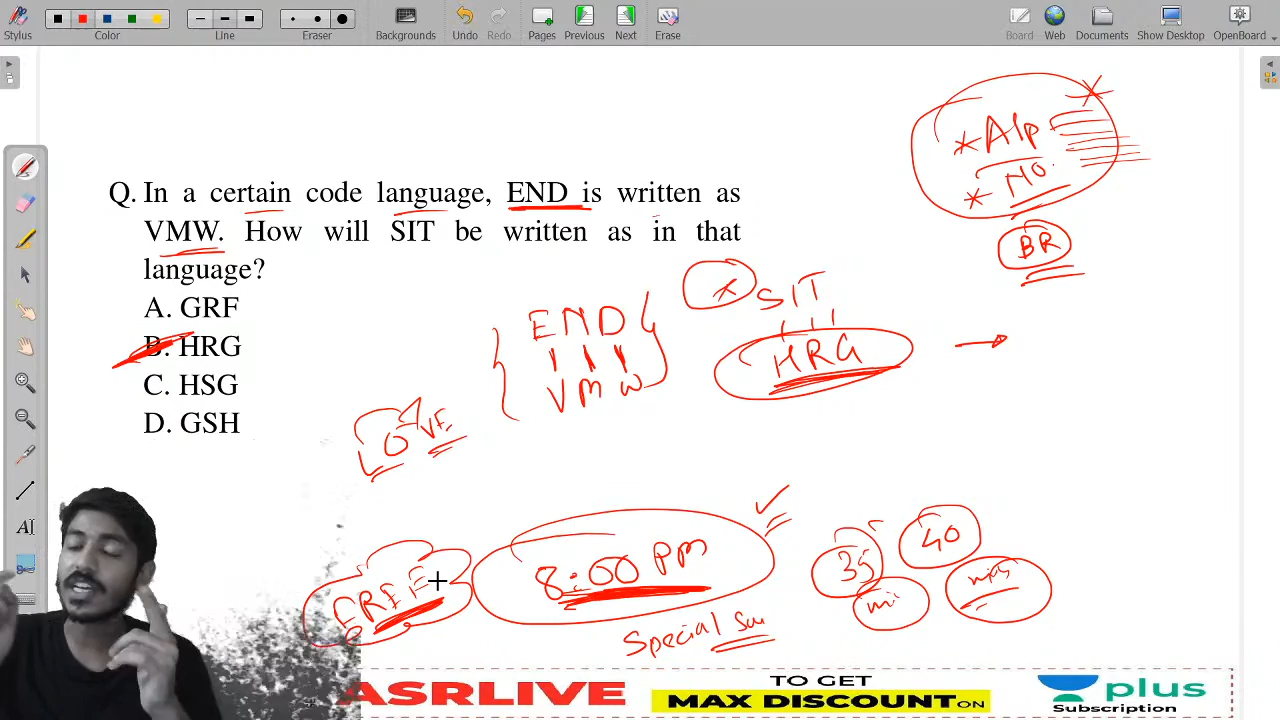 Stylus
Color
Line
Eraser
Backgrounds
Undo
Redo
Pages
Previous
Next
Erase
Board
Web
Documents
Show Desktop
OpenBoard
Q. In a certain code language, END is written as
VMW. How will SIT be written as in that
language?
A. GRF
B. HRG
C. HSG
D. GSH
*Alp
*No.
BR
END
VMW
SIT
HRG
LOVE
FREE
8:00 PM
35
40
Special
ASRLIVE
TO GET
MAX DISCOUNT ON
plus
Subscription